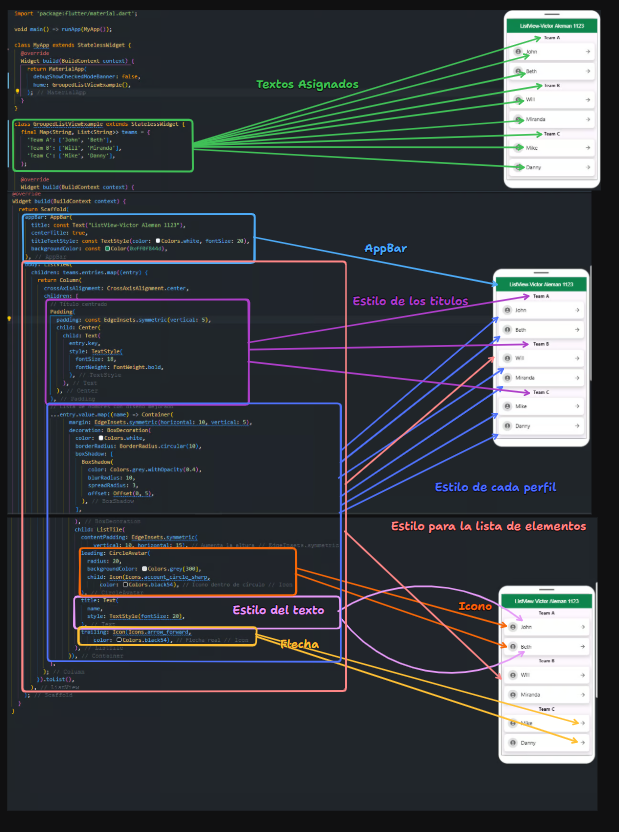 import 'package:flutter/material.dart';
void main() => runApp(MyApp());
class MyApp extends StatelessWidget {
@override
Widget build(BuildContext context) {
return MaterialApp(
debugShowCheckedModeBanner: false,
home: GroupedListViewExample(),
); // MaterialApp
}
}
Textos Asignados
class GroupedListViewExample extends StatelessWidget {
final Map<String, List<String>> teams = {
'Team A': ['John', 'Beth'],
'Team B': ['Will', 'Miranda'],
'Team C': ['Mike', 'Danny'],
};
@override
Widget build(BuildContext context) {
ListView-Victor Aleman 1123
Team A
John
Beth
Team B
Will
Miranda
Team C
Mike
Danny
@override
Widget build(BuildContext context) {
return Scaffold(
appBar: AppBar(
title: const Text("ListView-Victor Aleman 1123"),
centerTitle: true,
titleTextStyle: const TextStyle(color: Colors.white, fontSize: 20),
backgroundColor: const
), // AppBar
AppBar
body: ListView(
children: teams.entries.map((entry) {
return Column(
crossAxisAlignment: CrossAxisAlignment.center,
children: [
// Título centrado
Padding(
padding: const EdgeInsets.symmetric(vertical: 5),
child: Center(
child: Text(
entry.key,
style: TextStyle(
fontSize: 18,
fontWeight: FontWeight.bold,
), // TextStyle
), // Text
), // Center
), // Padding
Estilo de los titulos
...entry.value.map((name) => Container(
margin: EdgeInsets.symmetric(horizontal: 10, vertical: 5),
decoration: BoxDecoration(
color: Colors.white,
borderRadius: BorderRadius.circular(10),
boxShadow: [
BoxShadow(
color: Colors.grey.withOpacity(0.4),
blurRadius: 10,
spreadRadius: 1,
offset: Offset(0, 5),
), // BoxShadow
],
ListView-Victor Aleman 1123
Team A
John
Beth
Team B
Will
Miranda
Team C
Mike
Danny
Estilo de cada perfil
Estilo para la lista de elementos
), // BoxDecoration
child: ListTile(
contentPadding: EdgeInsets.symmetric(
vertical: 10, horizontal: 15), // Aumenta la altura // EdgeInsets.symmetric
leading: CircleAvatar(
radius: 20,
backgroundColor: Colors.grey[300],
child: Icon(Icons.account_circle_sharp,
color: Colors.black54), // Icono dentro de círculo // Icon
), // CircleAvatar
title: Text(
name,
style: TextStyle(fontSize: 20),
), // Text
trailing: Icon(Icons.arrow_forward,
color: Colors.black54), // Flecha real // Icon
), // ListTile
)), // Container
],
); // Column
}).toList(),
), // ListView
); // Scaffold
}
}
Estilo del texto
Icono
Flecha
ListView-Victor Aleman 1123
Team A
John
Beth
Team B
Will
Miranda
Team C
Mike
Danny